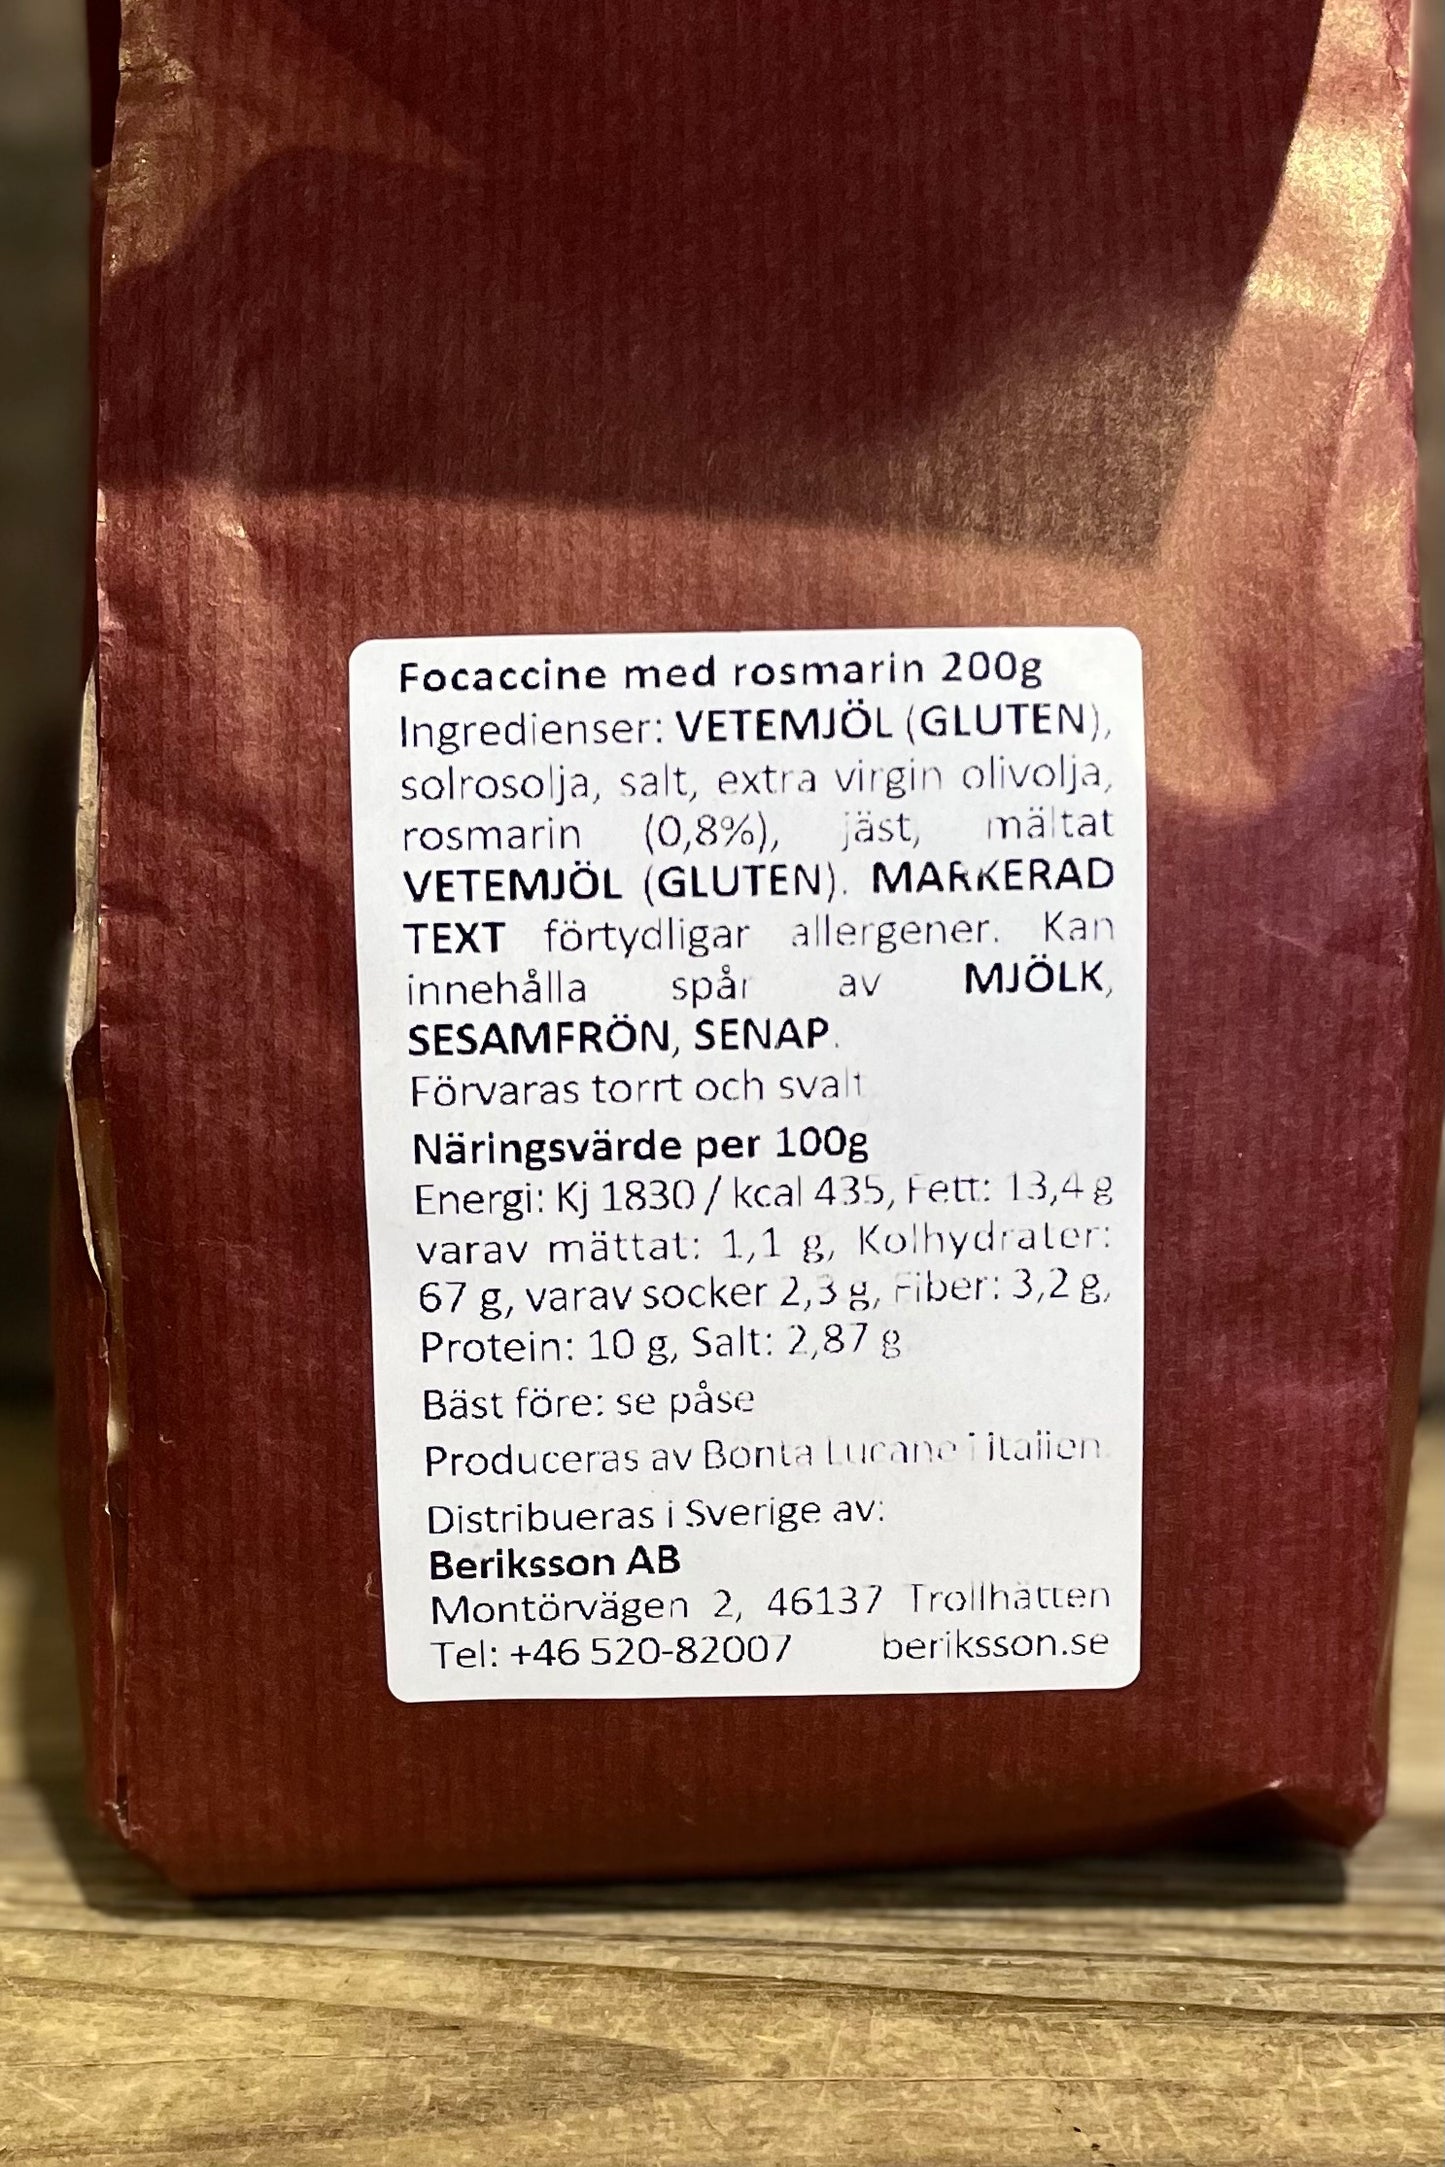 Focaccine med rosmarin 200g
Ingredienser: VETEMJÖL (GLUTEN),
solrosolja, salt, extra virgin olivolja,
rosmarin (0,8%), jäst, mältat
VETEMJÖL (GLUTEN). MARKERAD
TEXT förtydligar allergener. Kan
innehålla spår av MJÖLK,
SESAMFRÖN, SENAP.
Förvaras torrt och svalt
Näringsvärde per 100g
Energi: Kj 1830 / kcal 435, Fett: 13,4 g
varav mättat: 1,1 g, Kolhydrater:
67 g, varav socker 2,3 g, Fiber: 3,2 g,
Protein: 10 g, Salt: 2,87 g
Bäst före: se påse
Produceras av Bonta Lucane i italien.
Distribueras i Sverige av:
Beriksson AB
Montörvägen 2, 46137 Trollhätten
Tel: +46 520-82007 beriksson.se